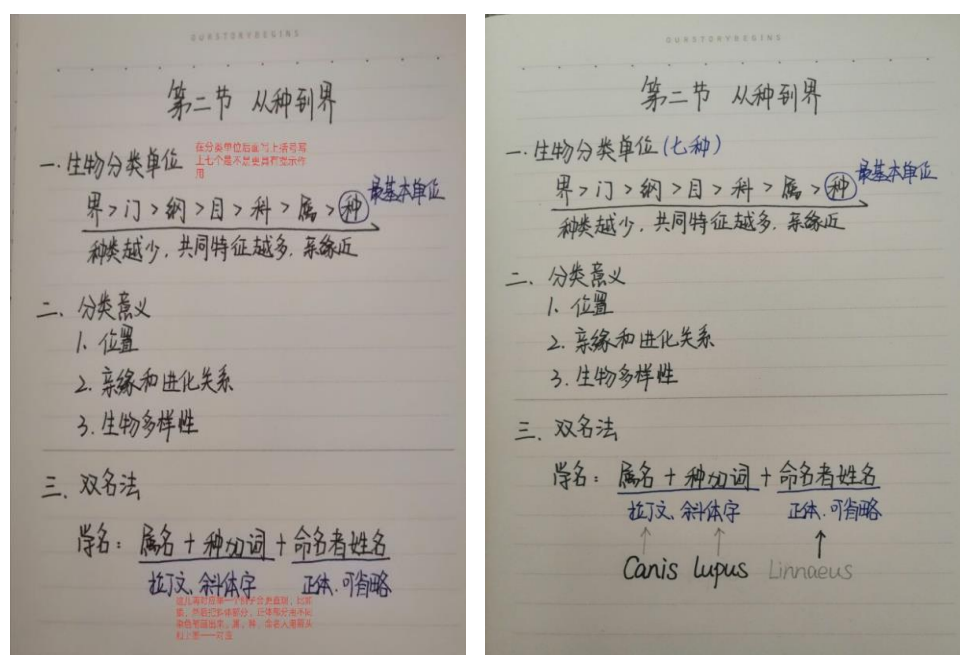 OURSTORYBEGINS
第二节 从种到界
一.生物分类单位
在分类单位后面写上括号写
上七个是不是更具有提示作
用
最基本单位
界>门>纲>目>科>属>种
种类越少.共同特征越多.亲缘近
二、分类意义
1.位置
2.亲缘和进化关系
3.生物多样性
三、双名法
学名:属名+种加词+命名者姓名
拉丁文、斜体字 正体.可省略
OURSTORYBEGINS
第二节 从种到界
一.生物分类单位(七种)
最基本单位
界>门>纲>目>科>属>种
种类越少.共同特征越多.亲缘近
二.分类意义
1.位置
2.亲缘和进化关系
3.生物多样性
三.双名法
学名:属名+种加词+命名者姓名
拉丁文、斜体字 正体.可省略
Canis Lupus Linnaeus